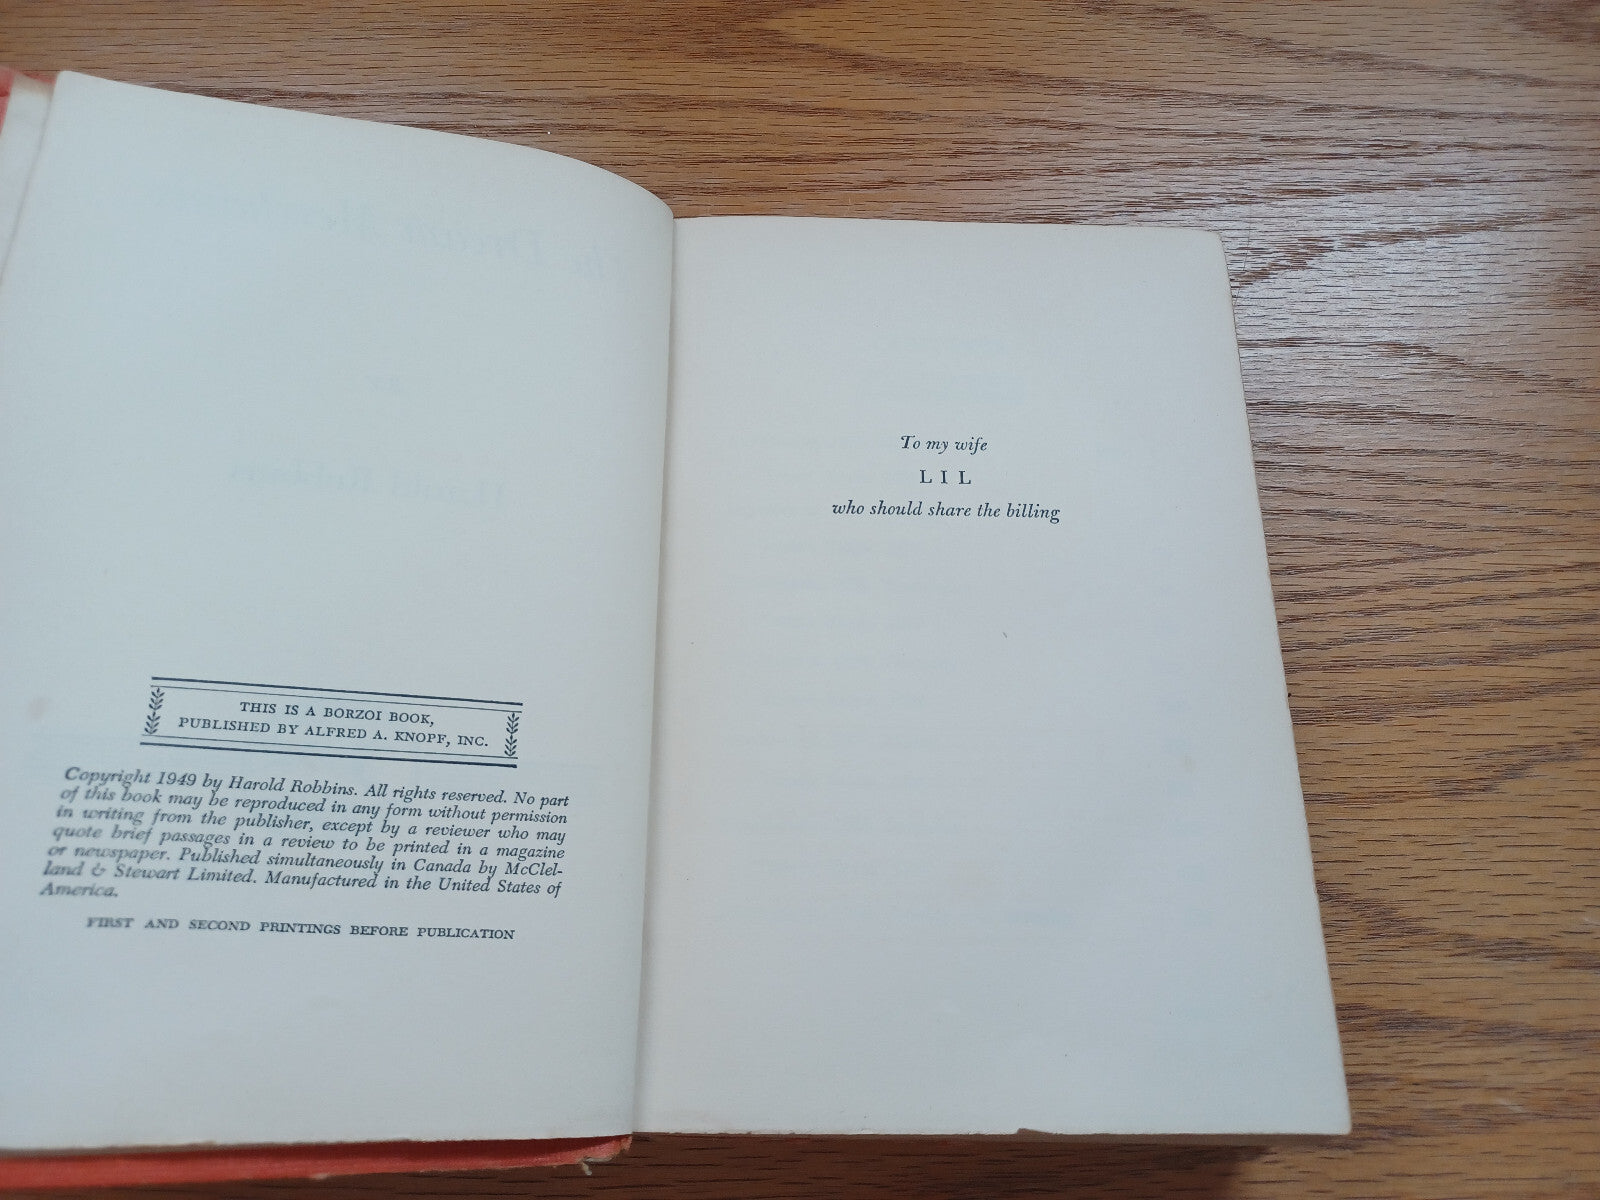 THIS IS A BORZOI BOOK,
PUBLISHED BY ALFRED A. KNOPF, INC.
Copyright 1949 by Harold Robbins. All rights reserved. No part
of this book may be reproduced in any form without permission
in writing from the publisher, except by a reviewer who may
quote brief passages in a review to be printed in a magazine
or newspaper. Published simultaneously in Canada by McClel-
land & Stewart Limited. Manufactured in the United States of
America.
FIRST AND SECOND PRINTINGS BEFORE PUBLICATION
To my wife
LIL
who should share the billing